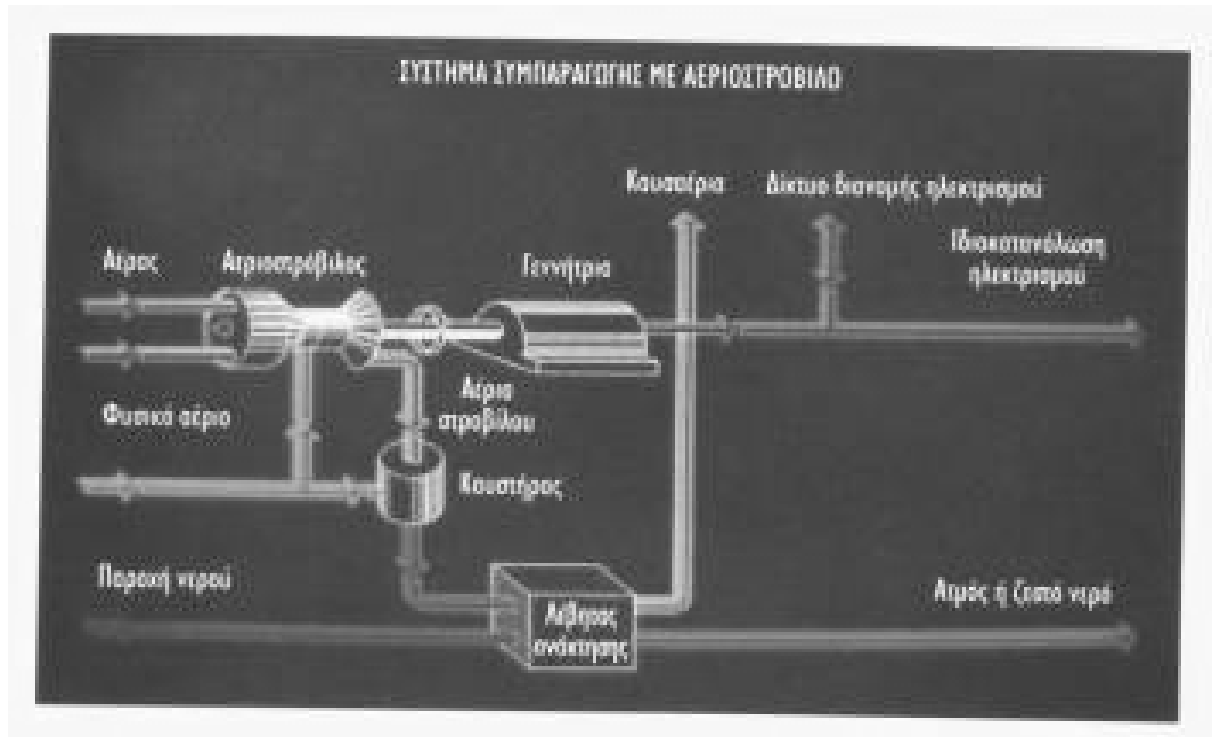 ΣΥΣΤΗΜΑ ΣΥΜΠΑΡΑΓΩΓΗΣ ΜΕ ΑΕΡΙΟΣΤΡΟΒΙΛΟ
Καυσαέρια
Δίκτυο διανομής ηλεκτρισμού
Αέρας
Αεριοστρόβιλος
Γεννήτρια
Ιδιοκατανάλωση
ηλεκτρισμού
Φυσικό αέριο
Αέρια
στροβίλου
Καυστήρας
Παροχή νερού
Λέβητας
ανάκτησης
Ατμός ή ζεστό νερό